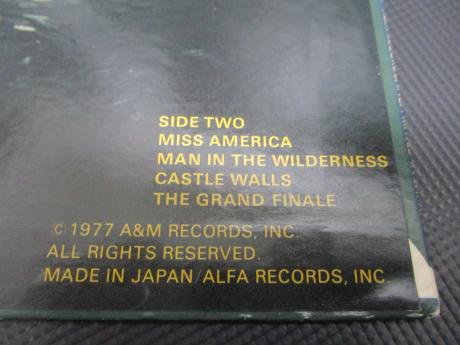 SIDE TWO
MISS AMERICA
MAN IN THE WILDERNESS
CASTLE WALLS
THE GRAND FINALE
© 1977 A&M RECORDS, INC.
ALL RIGHTS RESERVED.
MADE IN JAPAN/ALFA RECORDS, INC.